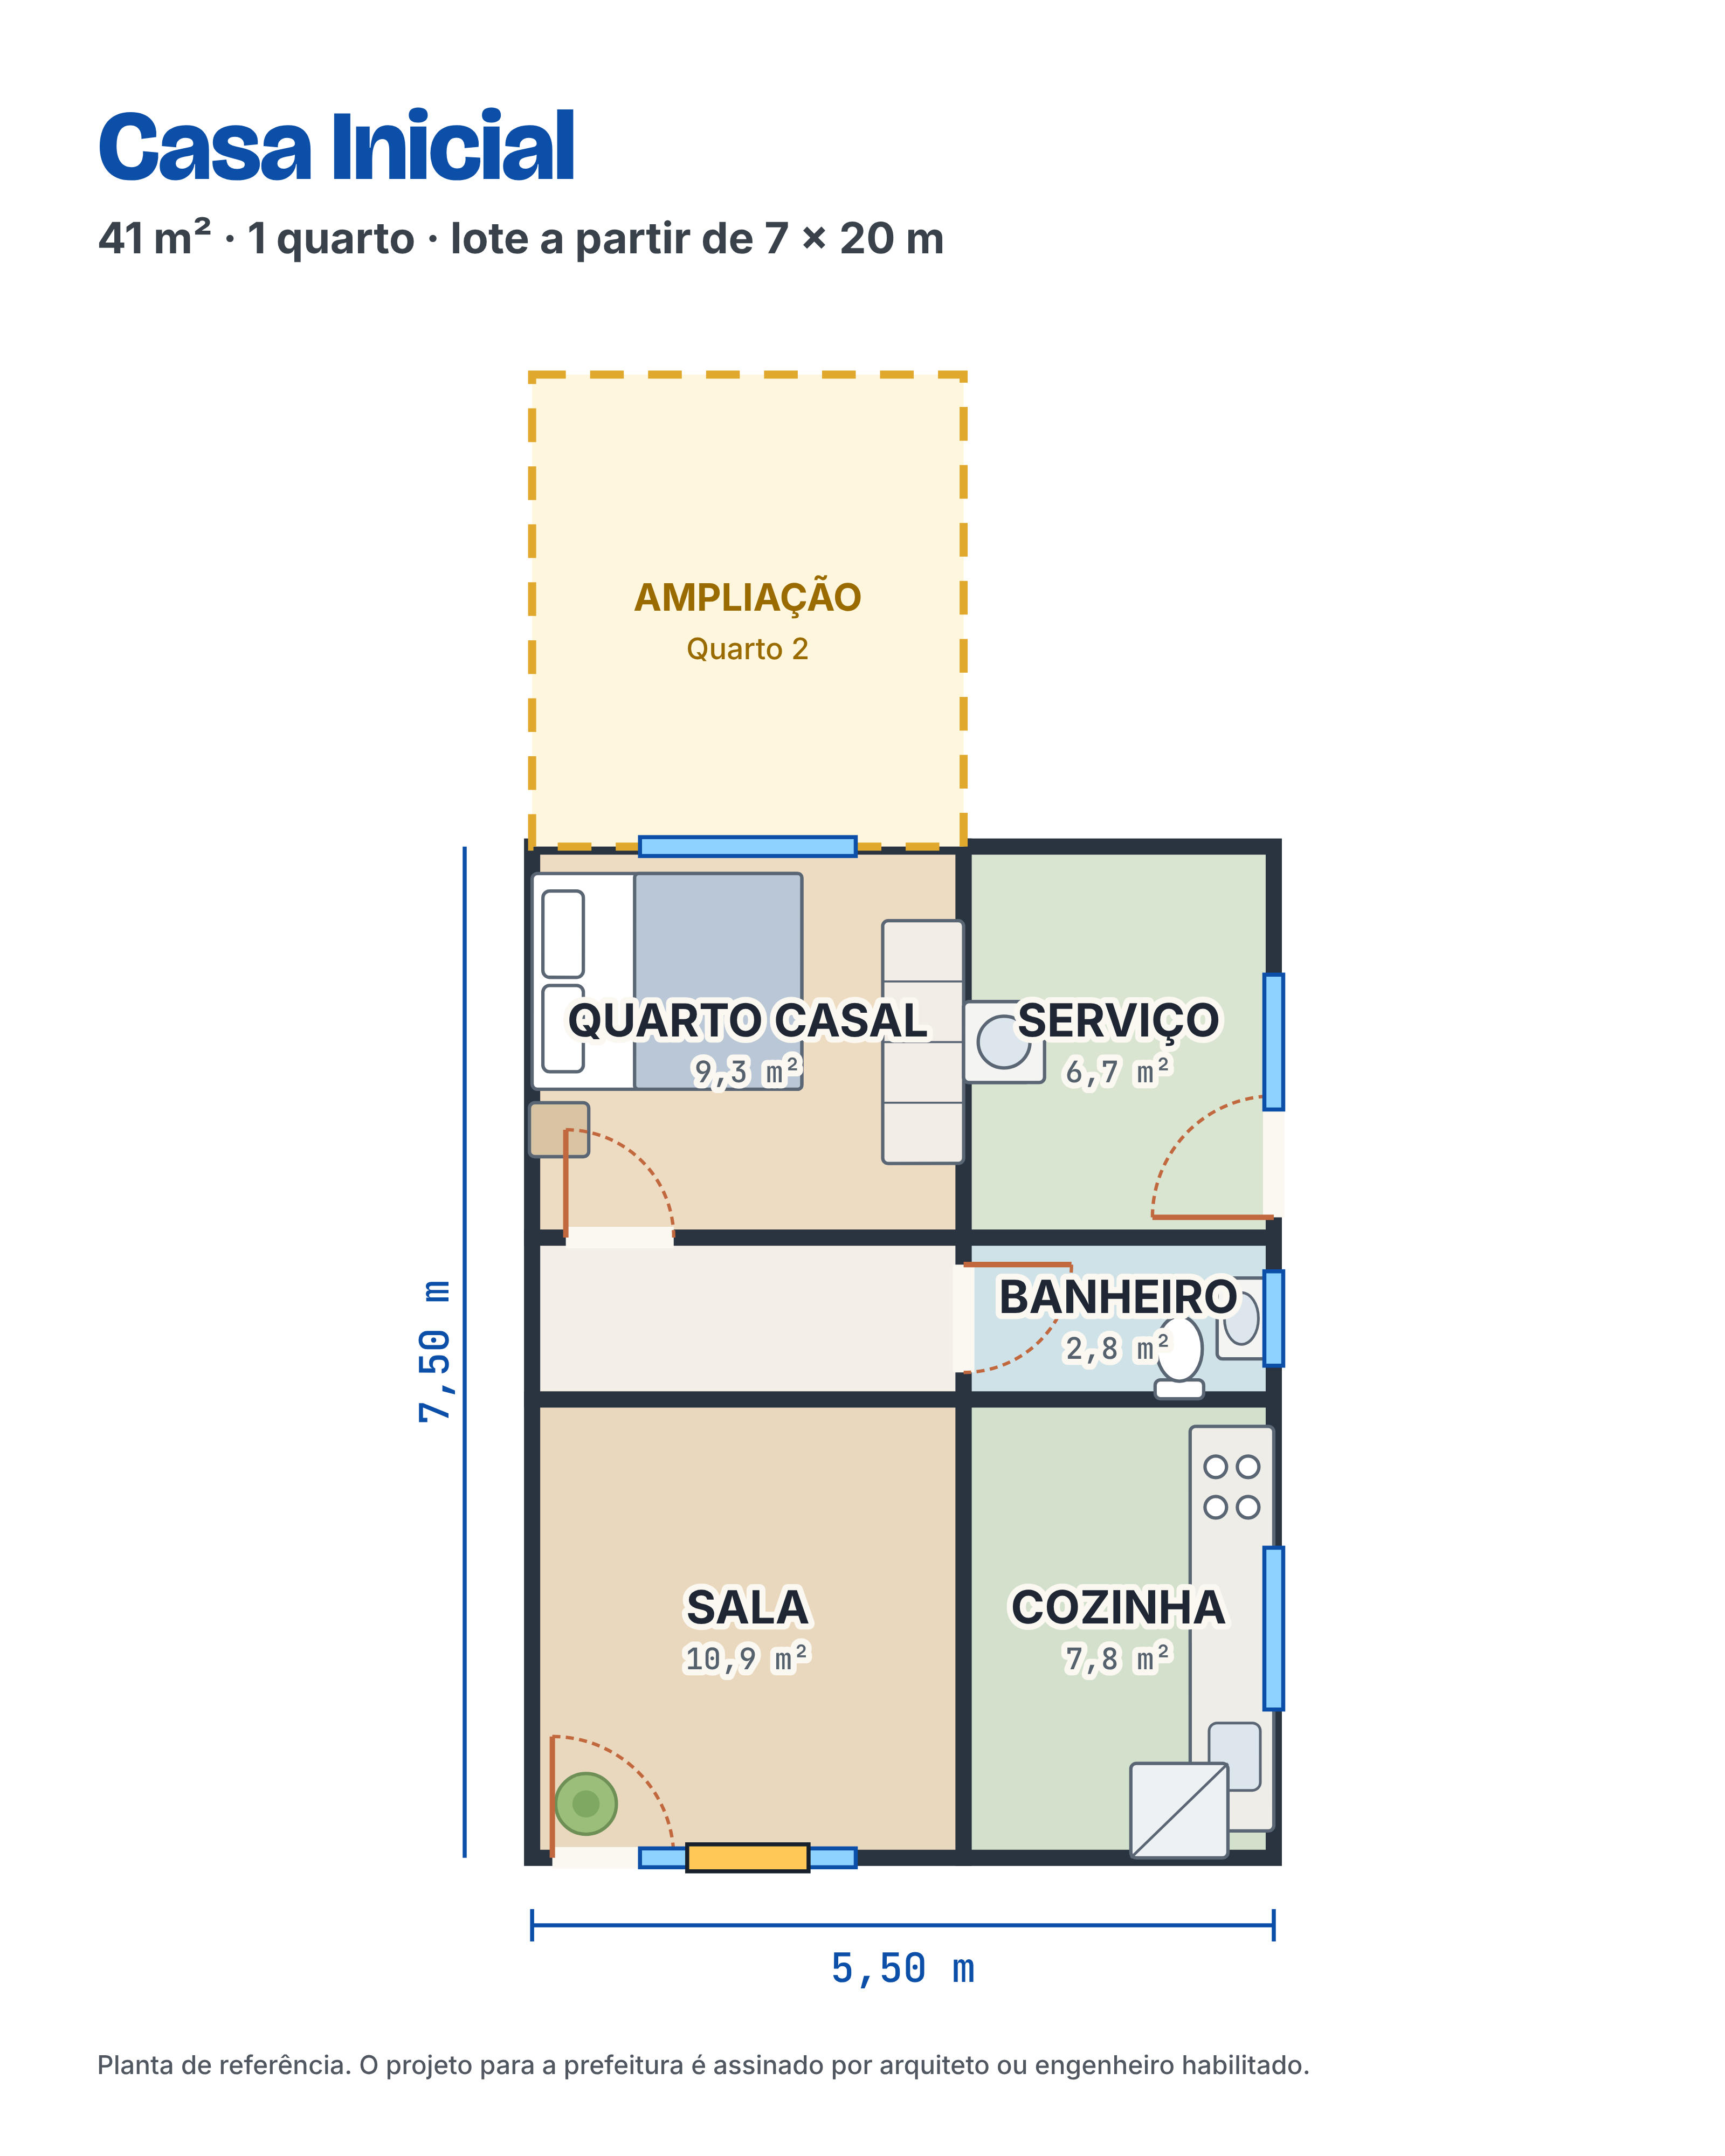 Casa Inicial
41 m² · 1 quarto · lote a partir de 7 × 20 m
AMPLIAÇÃO
Quarto 2
QUARTO CASAL
9,3 m²
SERVIÇO
6,7 m²
BANHEIRO
2,8 m²
7,50 m
SALA
10,9 m²
COZINHA
7,8 m²
5,50 m
Planta de referência. O projeto para a prefeitura é assinado por arquiteto ou engenheiro habilitado.